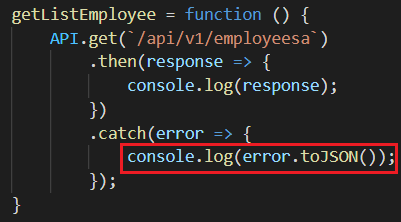 getListEmployee = function () {
    API.get(`/api/v1/employeesa`)
        .then(response => {
            console.log(response);
        })
        .catch(error => {
            console.log(error.toJSON());
        });
}